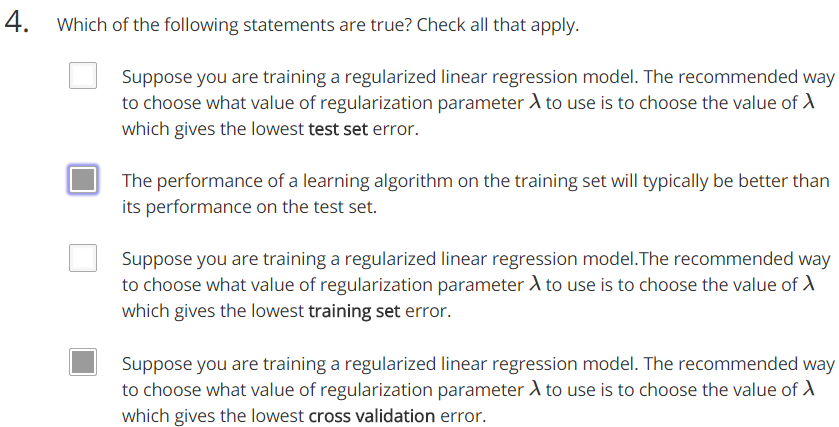 4. Which of the following statements are true? Check all that apply.
Suppose you are training a regularized linear regression model. The recommended way
to choose what value of regularization parameter λ to use is to choose the value of λ
which gives the lowest test set error.
The performance of a learning algorithm on the training set will typically be better than
its performance on the test set.
Suppose you are training a regularized linear regression model.The recommended way
to choose what value of regularization parameter λ to use is to choose the value of λ
which gives the lowest training set error.
Suppose you are training a regularized linear regression model. The recommended way
to choose what value of regularization parameter λ to use is to choose the value of λ
which gives the lowest cross validation error.